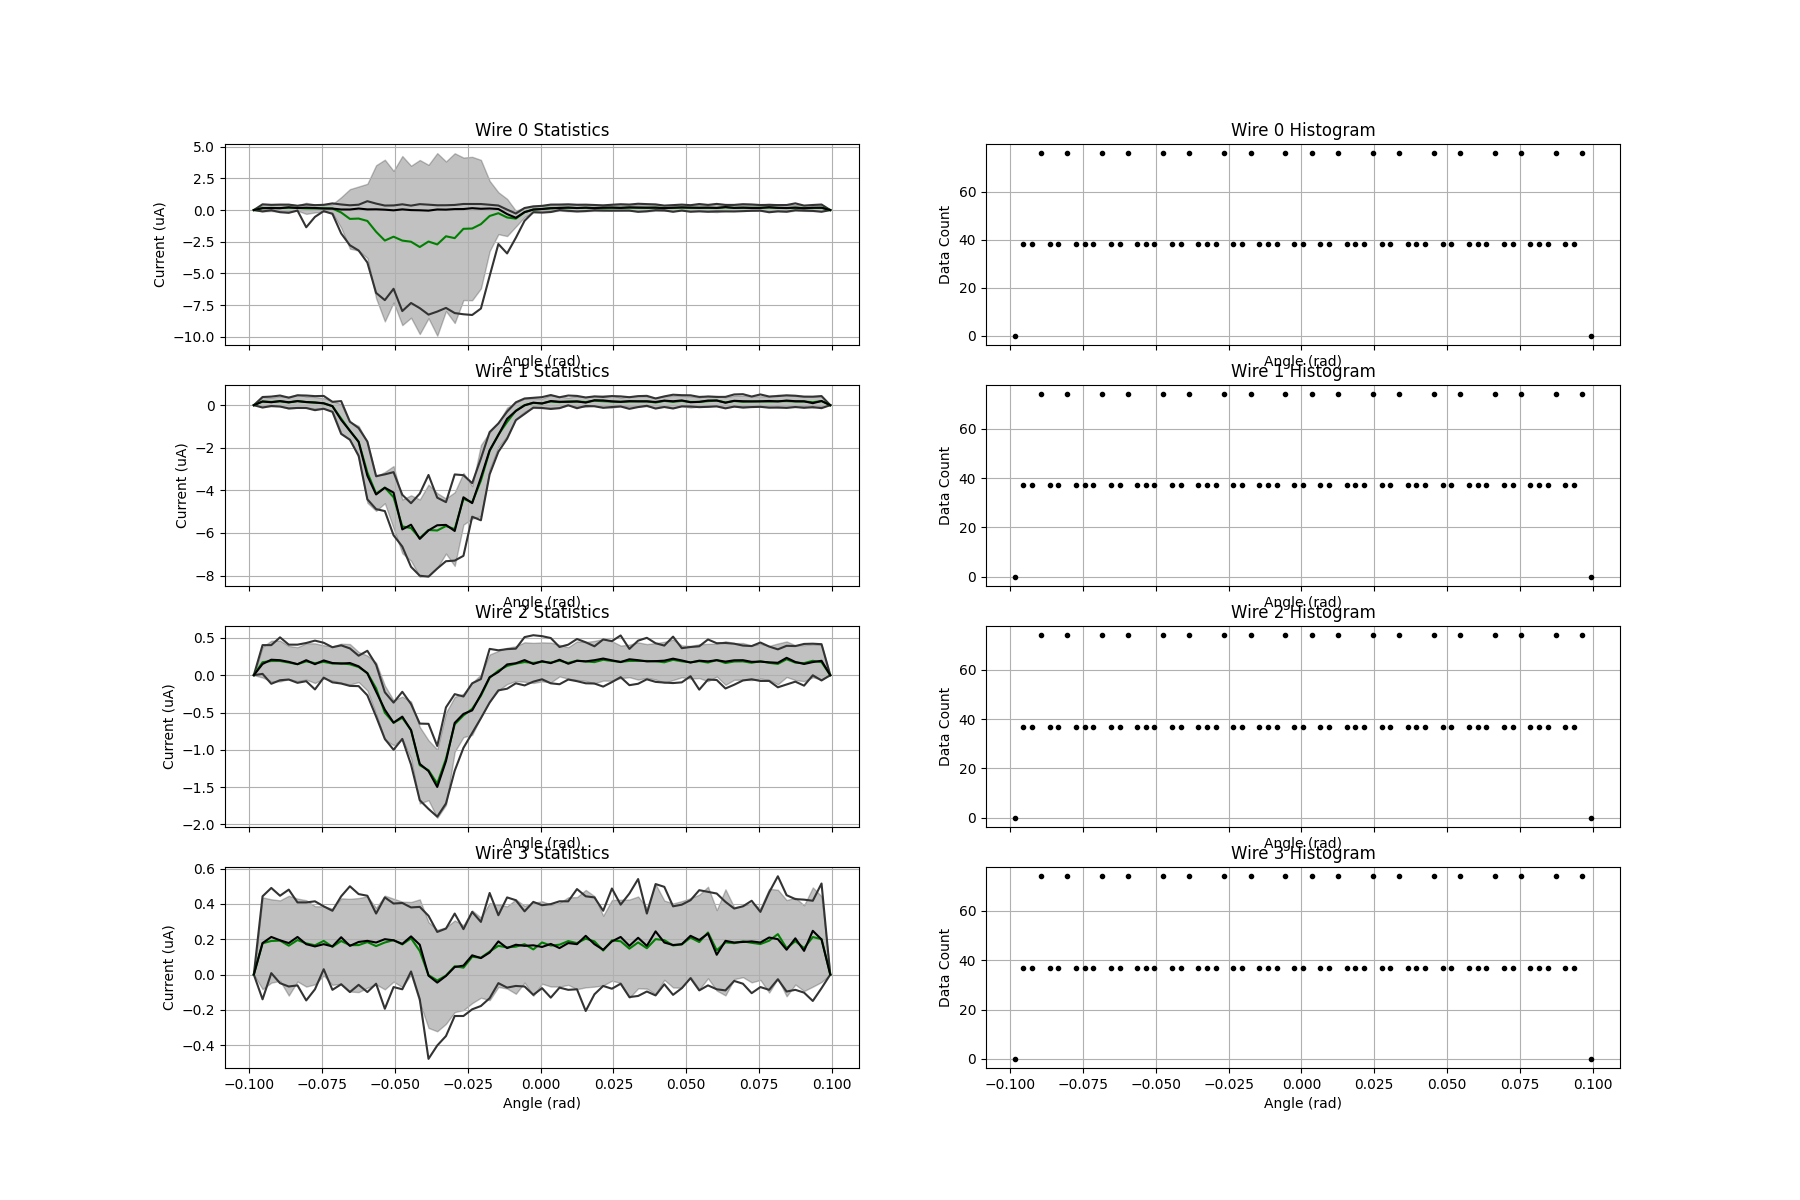 Wire 0 Statistics
Wire 0 Histogram
5.0
2.5
0.0
−2.5
−5.0
−7.5
−10.0
Current (uA)
Angle (rad)
60
40
20
0
Data Count
Angle (rad)
Wire 1 Statistics
Wire 1 Histogram
0
−2
−4
−6
−8
Current (uA)
Angle (rad)
60
40
20
0
Data Count
Angle (rad)
Wire 2 Statistics
Wire 2 Histogram
0.5
0.0
−0.5
−1.0
−1.5
−2.0
Current (uA)
Angle (rad)
60
40
20
0
Data Count
Angle (rad)
Wire 3 Statistics
Wire 3 Histogram
0.6
0.4
0.2
0.0
−0.2
−0.4
Current (uA)
−0.100 −0.075 −0.050 −0.025 0.000 0.025 0.050 0.075 0.100
Angle (rad)
60
40
20
0
Data Count
−0.100 −0.075 −0.050 −0.025 0.000 0.025 0.050 0.075 0.100
Angle (rad)